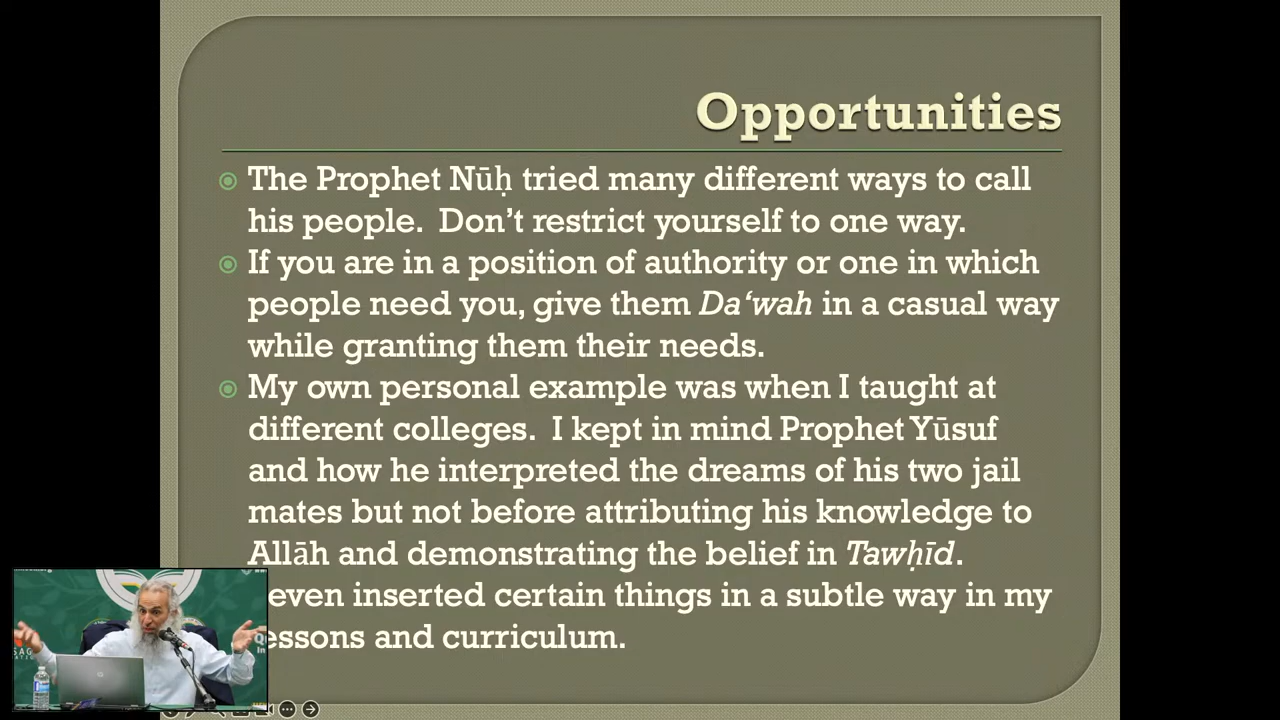 Opportunities
The Prophet Nūḥ tried many different ways to call
his people. Don't restrict yourself to one way.
If you are in a position of authority or one in which
people need you, give them Da‘wah in a casual way
while granting them their needs.
My own personal example was when I taught at
different colleges. I kept in mind Prophet Yūsuf
and how he interpreted the dreams of his two jail
mates but not before attributing his knowledge to
Allāh and demonstrating the belief in Tawḥīd.
even inserted certain things in a subtle way in my
essons and curriculum.